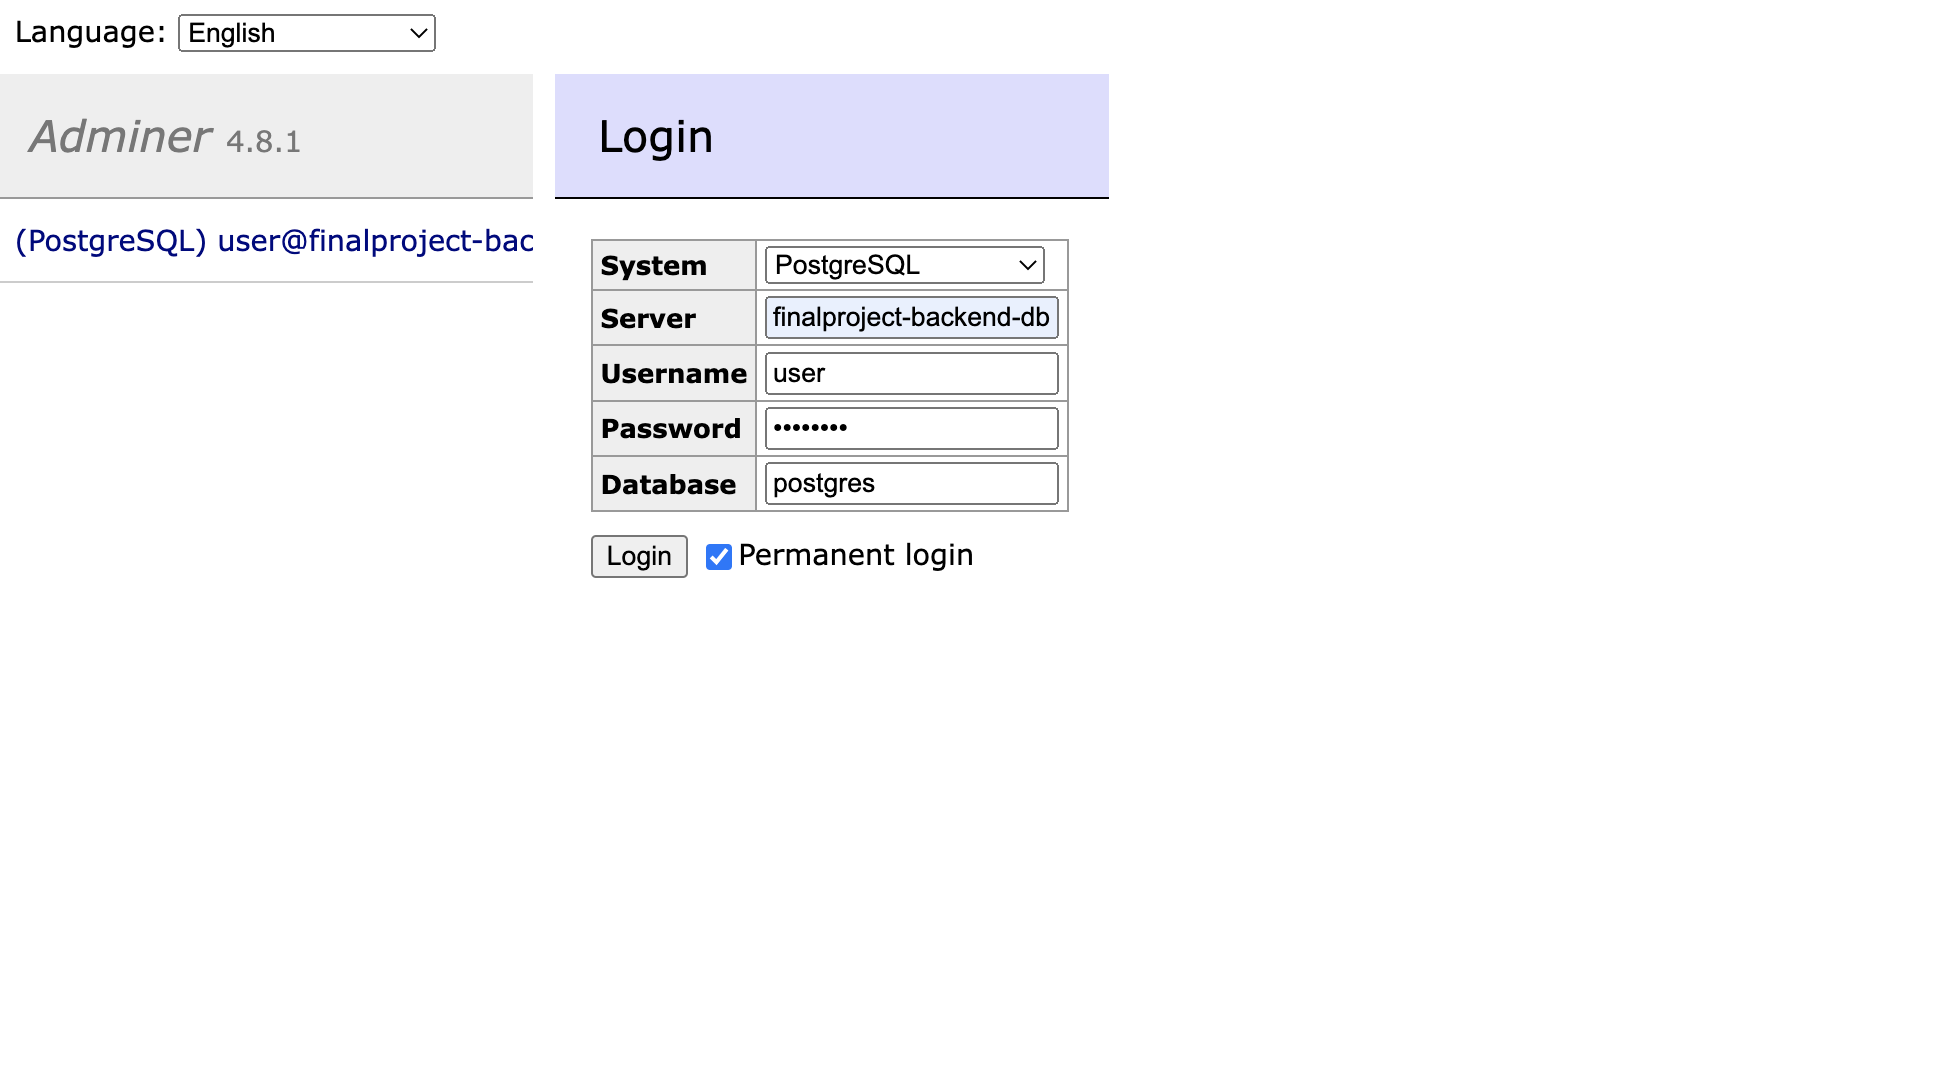 Language: English
Adminer 4.8.1
(PostgreSQL) user@finalproject-bac
Login
System PostgreSQL
Server finalproject-backend-db
Username user
Password ••••••••
Database postgres
Login Permanent login